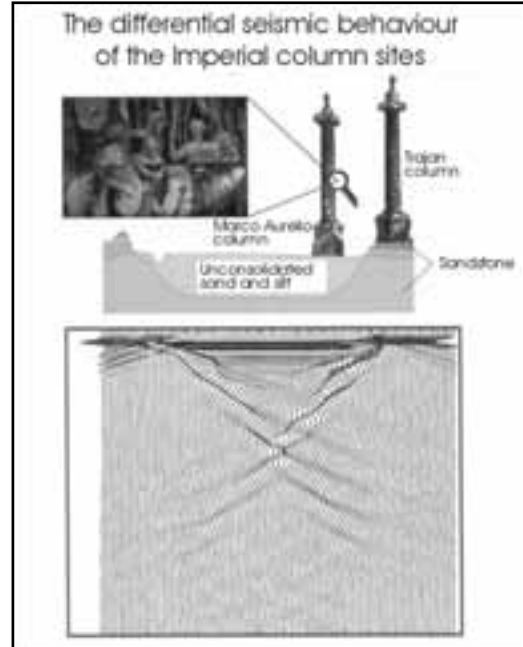 The differential seismic behaviour
of the Imperial column sites
Trajan
column
Marco Aurelio
column
Sandstone
Unconsolidated
sand and silt